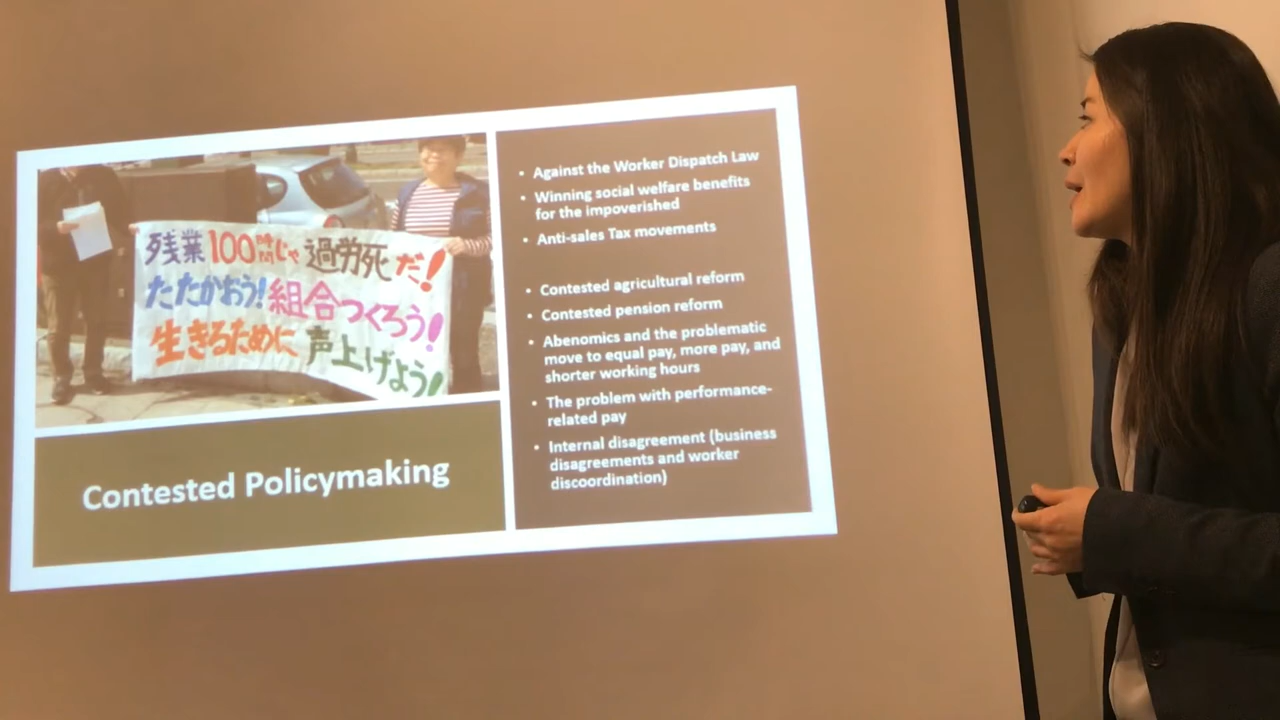 残業100時間じゃ過労死だ!
たたかおう!組合つくろう!
生きるために声上げよう!
Contested Policymaking
• Against the Worker Dispatch Law
• Winning social welfare benefits
for the impoverished
• Anti-sales Tax movements
• Contested agricultural reform
• Contested pension reform
• Abenomics and the problematic
move to equal pay, more pay, and
shorter working hours
• The problem with performance-
related pay
• Internal disagreement (business
disagreements and worker
discoordination)